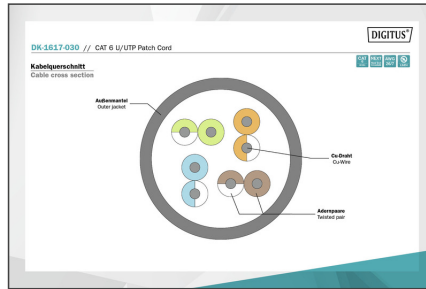 DIGITUS®
DK-1617-030 // CAT 6 U/UTP Patch Cord
Kabelquerschnitt
Cable cross section
Außenmantel
Outer jacket
Cu-Draht
Cu-Wire
Adernpaare
Twisted pair